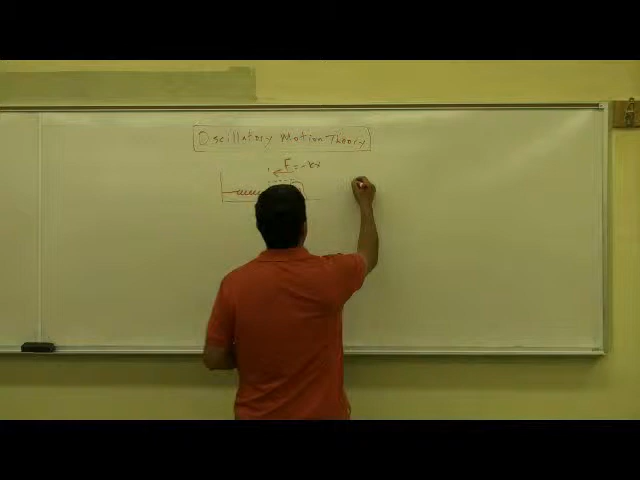 Oscillatory Motion Theory
F = -kx